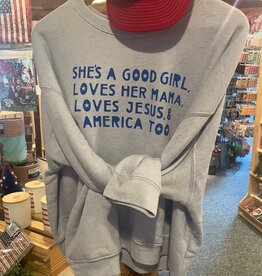 SHE'S A GOOD GIRL,
LOVES HER MAMA,
LOVES JESUS, &
AMERICA TOO